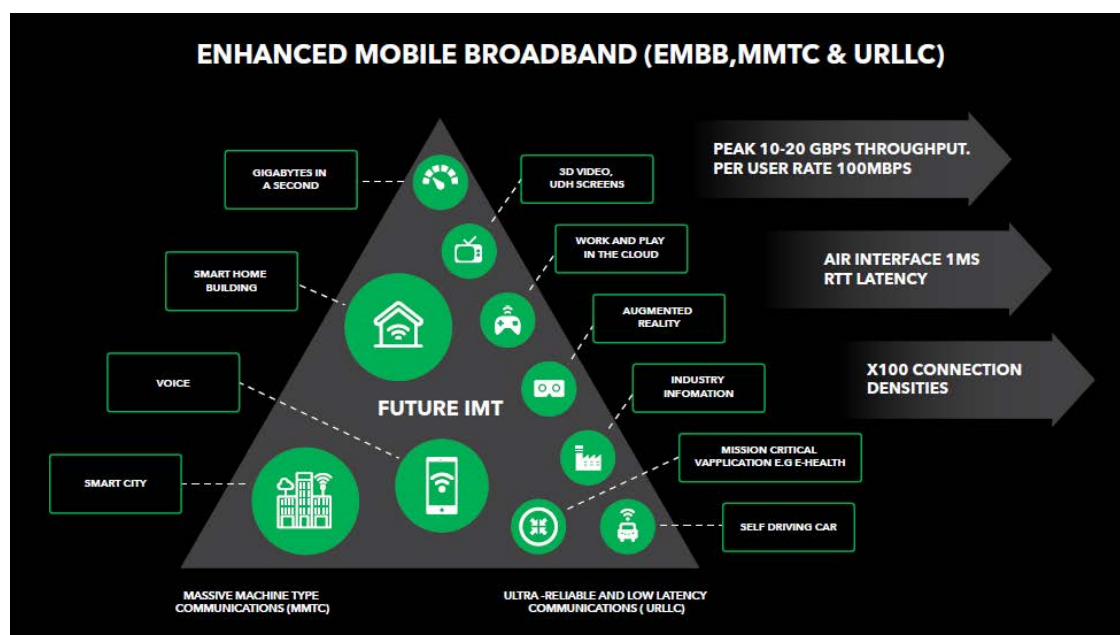 ENHANCED MOBILE BROADBAND (EMBB,MMTC & URLLC)
GIGABYTES IN
A SECOND
3D VIDEO,
UDH SCREENS
PEAK 10-20 GBPS THROUGHPUT.
PER USER RATE 100MBPS
SMART HOME
BUILDING
WORK AND PLAY
IN THE CLOUD
AIR INTERFACE 1MS
RTT LATENCY
AUGMENTED
REALITY
VOICE
INDUSTRY
INFOMATION
X100 CONNECTION
DENSITIES
FUTURE IMT
SMART CITY
MISSION CRITICAL
VAPPLICATION E.G E-HEALTH
SELF DRIVING CAR
MASSIVE MACHINE TYPE
COMMUNICATIONS (MMTC)
ULTRA -RELIABLE AND LOW LATENCY
COMMUNICATIONS ( URLLC)